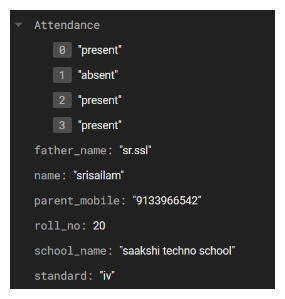 Attendance
0 "present"
1 "absent"
2 "present"
3 "present"
father_name: "sr.ssl"
name: "srisailam"
parent_mobile: "9133966542"
roll_no: 20
school_name: "saakshi techno school"
standard: "iv"